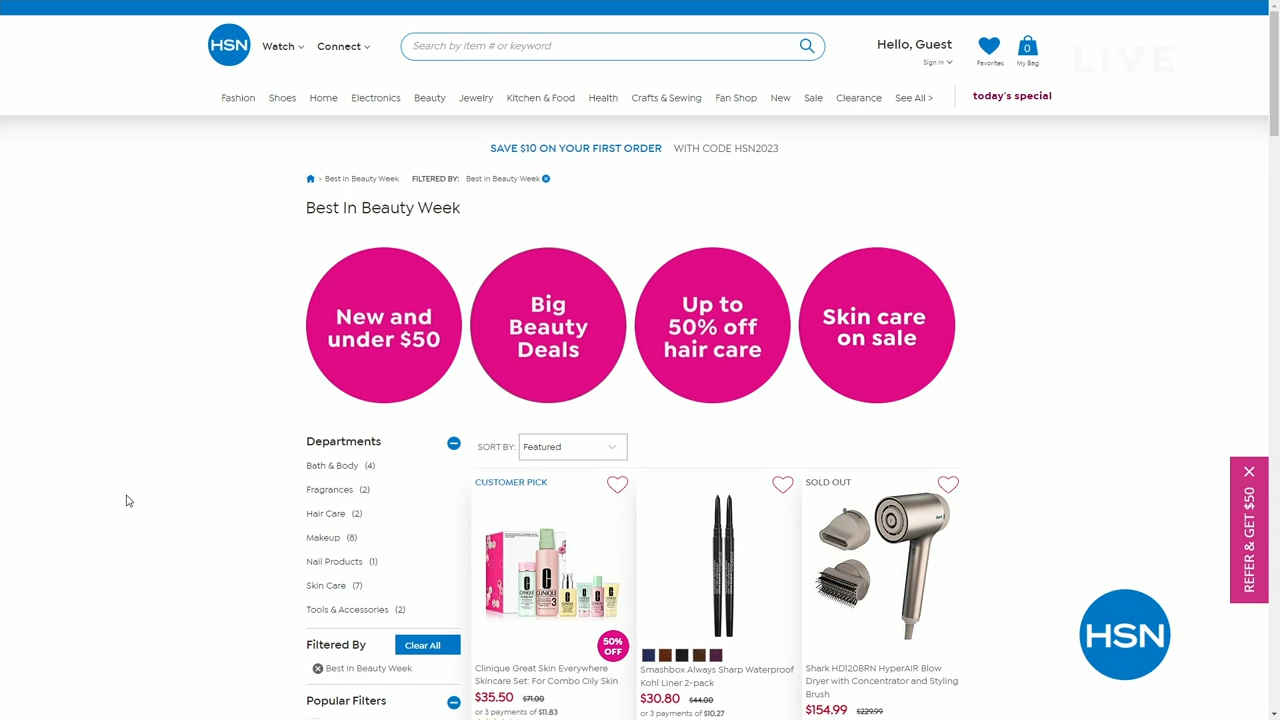 HSN
Watch
Connect
Search by item # or keyword
Hello, Guest
Sign In
Favorites
0
My Bag
LIVE
Fashion
Shoes
Home
Electronics
Beauty
Jewelry
Kitchen & Food
Health
Crafts & Sewing
Fan Shop
New
Sale
Clearance
See All >
today's special
SAVE $10 ON YOUR FIRST ORDER WITH CODE HSN2023
> Best In Beauty Week FILTERED BY: Best In Beauty Week
Best In Beauty Week
New and
under $50
Big
Beauty
Deals
Up to
50% off
hair care
Skin care
on sale
Departments
Bath & Body (4)
Fragrances (2)
Hair Care (2)
Makeup (8)
Nail Products (1)
Skin Care (7)
Tools & Accessories (2)
Filtered By
Clear All
Best in Beauty Week
Popular Filters
SORT BY: Featured
CUSTOMER PICK
CLINIQUE
3
50%
OFF
Clinique Great Skin Everywhere
Skincare Set: For Combo Oily Skin
$35.50 $71.00
or 3 payments of $11.83
Smashbox Always Sharp Waterproof
Kohl Liner 2-pack
$30.80 $44.00
or 3 payments of $10.27
SOLD OUT
Shark HD120BRN HyperAIR Blow
Dryer with Concentrator and Styling
Brush
$154.99 $229.99
REFER & GET $50
HSN